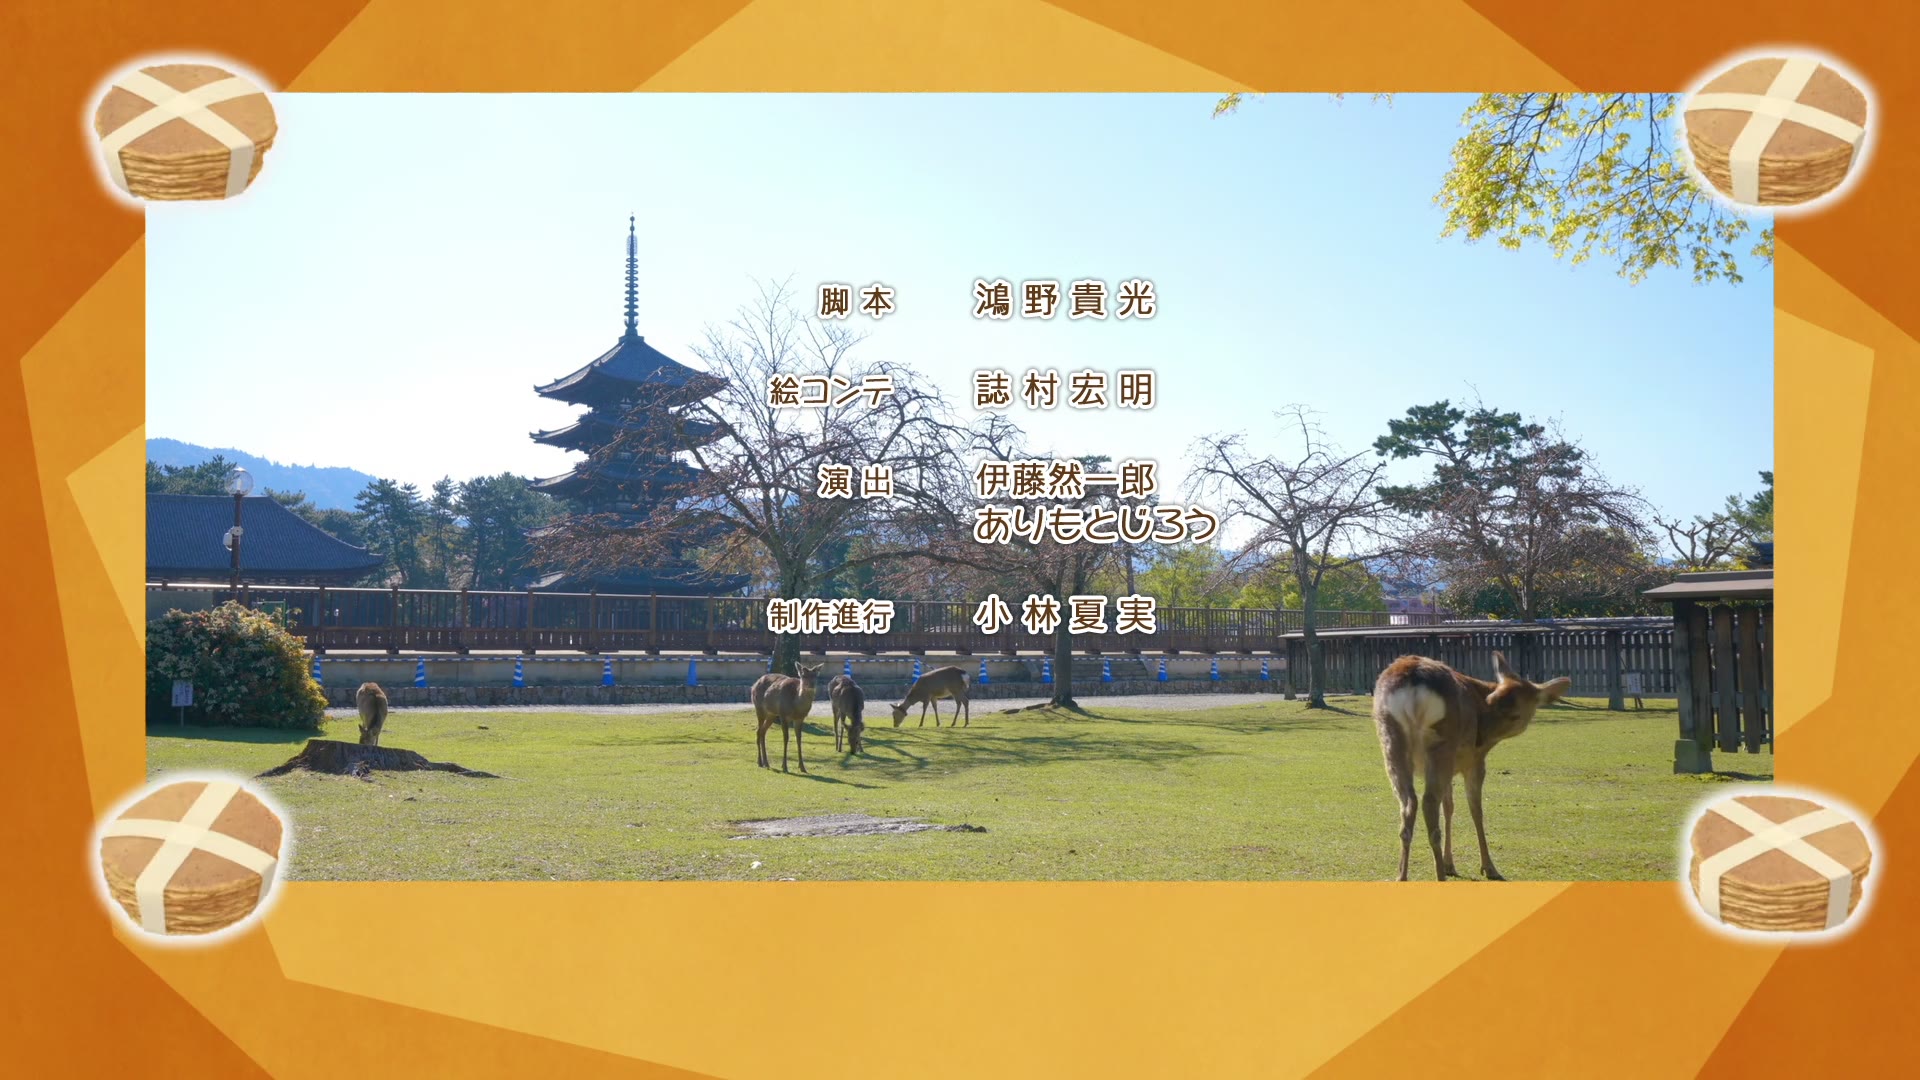 脚本 鴻野貴光
絵コンテ 誌村宏明
演出 伊藤然一郎
ありもとじろう
制作進行 小林夏実